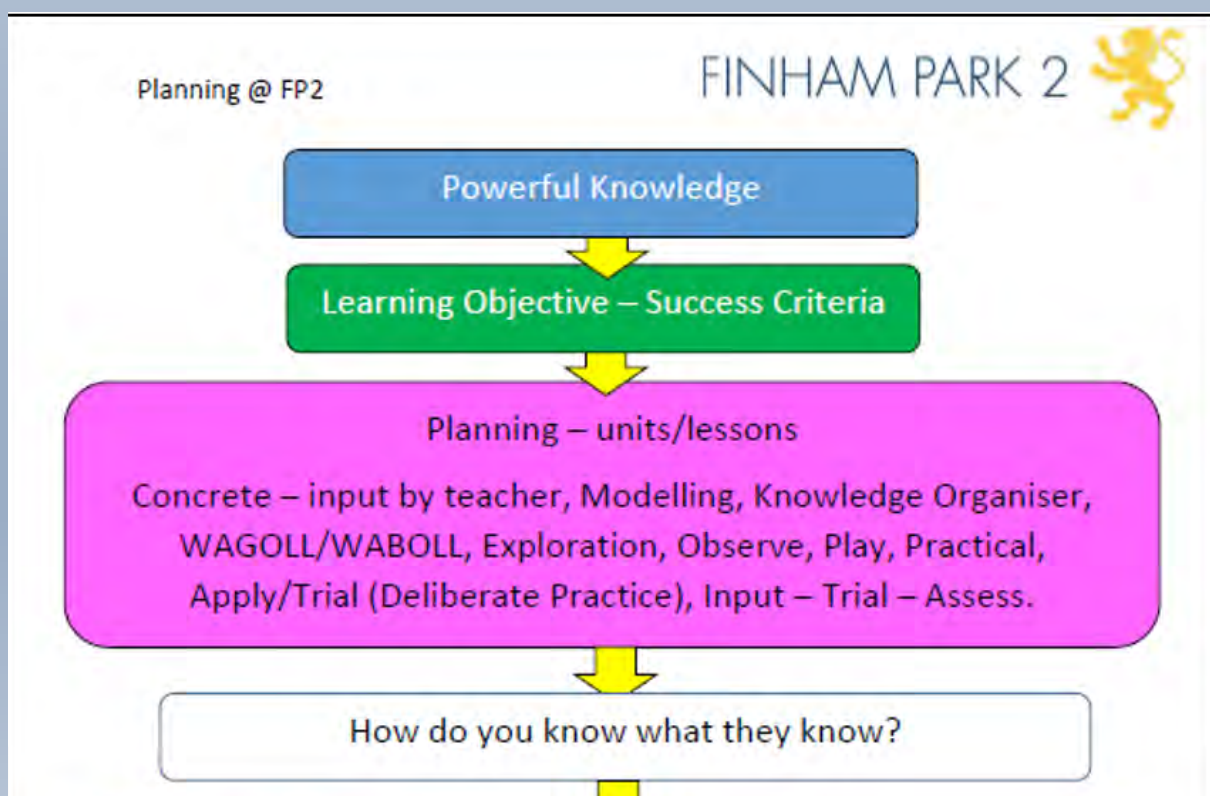 Planning @ FP2
FINHAM PARK 2
Powerful Knowledge
Learning Objective – Success Criteria
Planning – units/lessons
Concrete – input by teacher, Modelling, Knowledge Organiser,
WAGOLL/WABOLL, Exploration, Observe, Play, Practical,
Apply/Trial (Deliberate Practice), Input – Trial – Assess.
How do you know what they know?